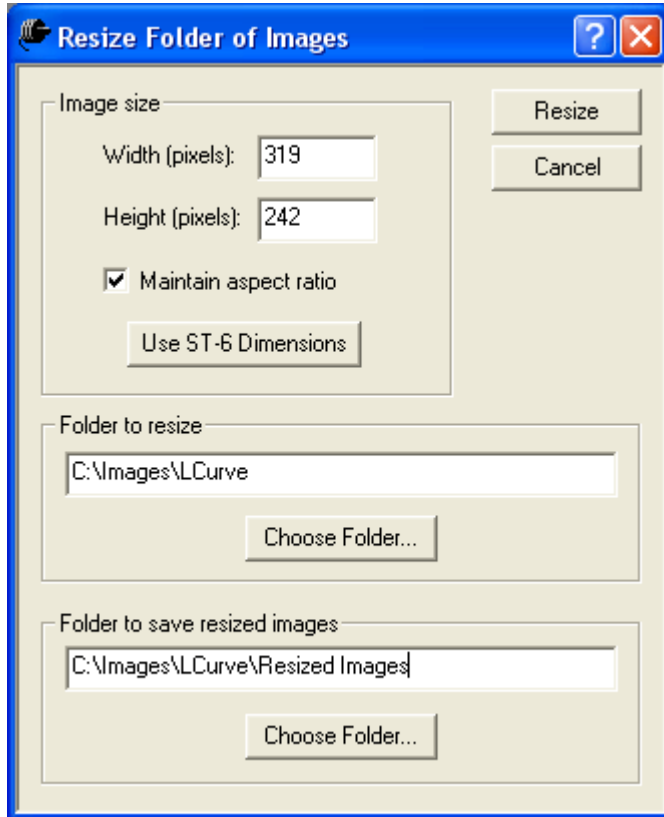 Resize Folder of Images
Image size
Width (pixels): 319
Height (pixels): 242
Maintain aspect ratio
Use ST-6 Dimensions
Resize
Cancel
Folder to resize
C:\Images\LCurve
Choose Folder...
Folder to save resized images
C:\Images\LCurve\Resized Images
Choose Folder...